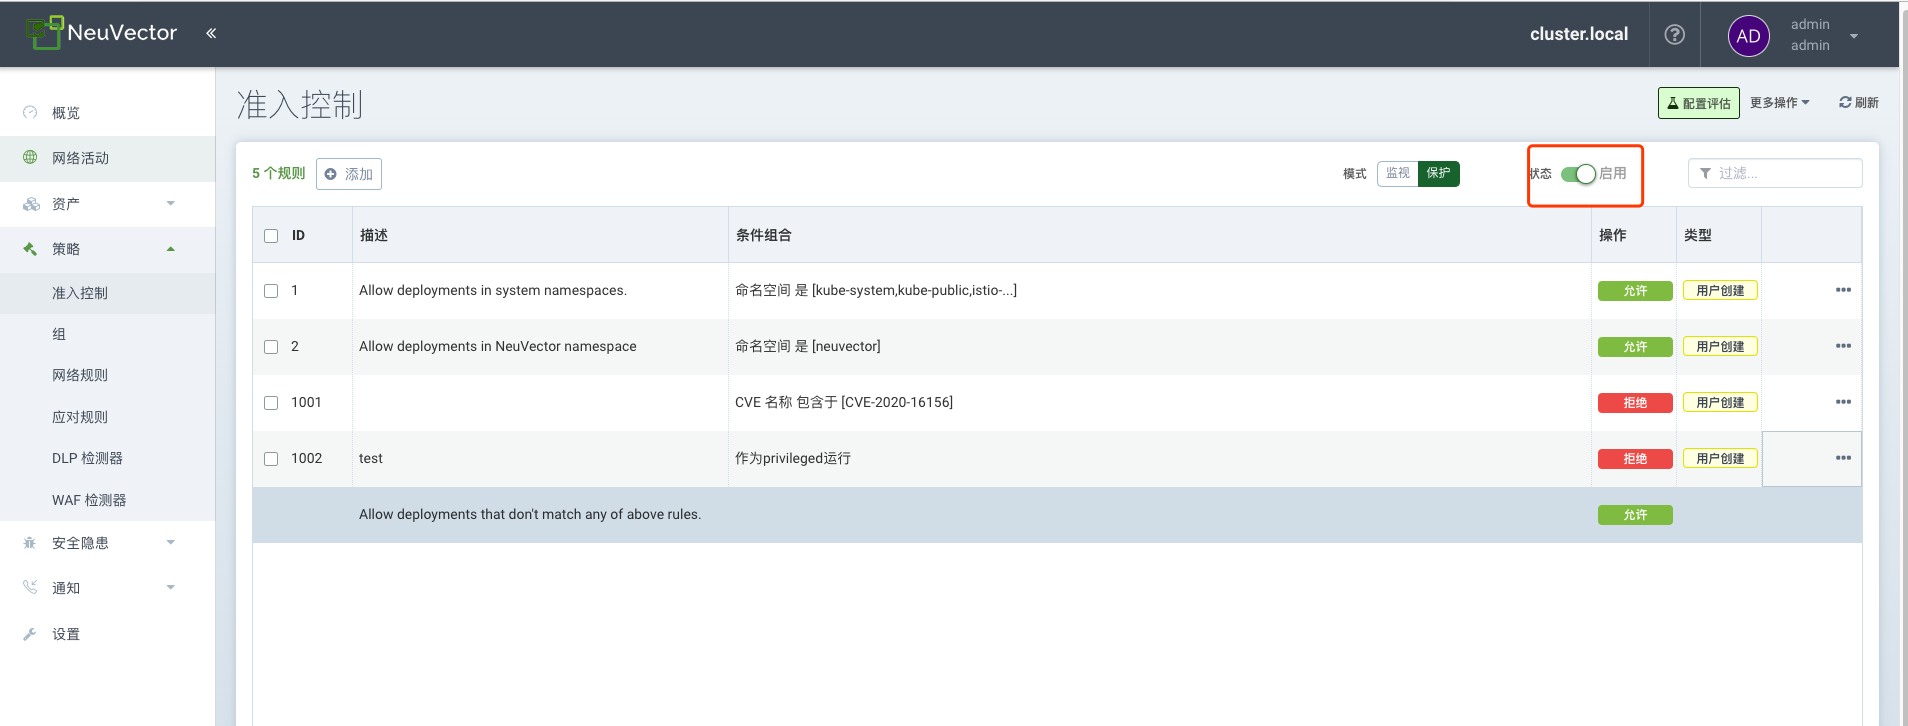 NeuVector «
cluster.local
?
AD
admin
admin
概览
网络活动
资产
策略
准入控制
组
网络规则
应对规则
DLP 检测器
WAF 检测器
安全隐患
通知
设置
准入控制
配置评估 更多操作 刷新
5 个规则 添加 模式 监视 保护 状态 启用 过滤...
ID 描述 条件组合 操作 类型
1 Allow deployments in system namespaces. 命名空间 是 [kube-system,kube-public,istio-...] 允许 用户创建
2 Allow deployments in NeuVector namespace 命名空间 是 [neuvector] 允许 用户创建
1001 CVE 名称 包含于 [CVE-2020-16156] 拒绝 用户创建
1002 test 作为privileged运行 拒绝 用户创建
Allow deployments that don't match any of above rules. 允许